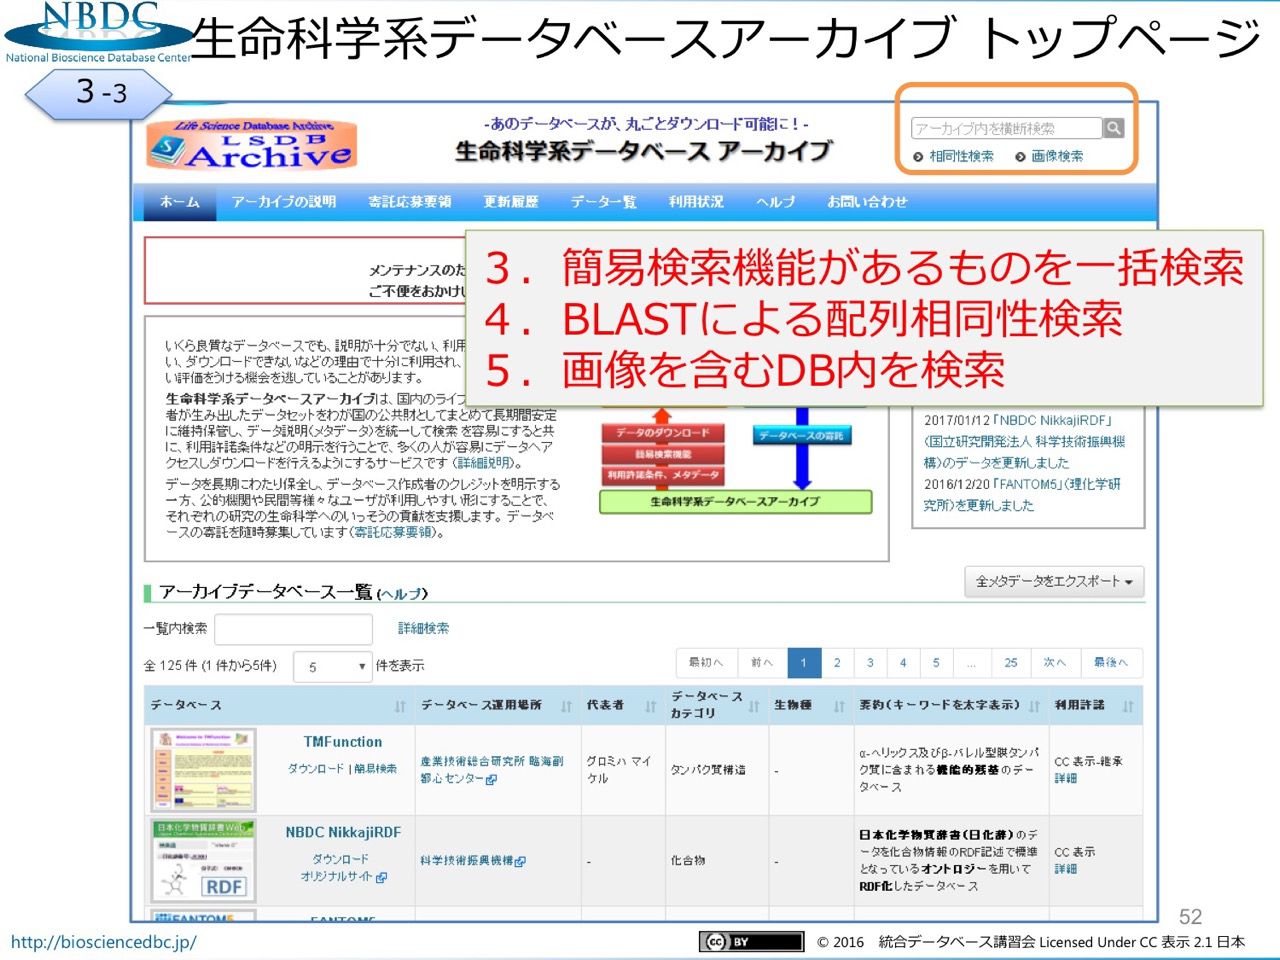 NBDC
National Bioscience Database Center
生命科学系データベースアーカイブ トップページ
3-3
Life Science Database Archive
LSDB
Archive
-あのデータベースが、丸ごとダウンロード可能に！-
生命科学系データベース アーカイブ
アーカイブ内を横断検索
相同性検索 画像検索
ホーム アーカイブの説明 寄託応募要領 更新履歴 データ一覧 利用状況 ヘルプ お問い合わせ
メンテナンスのた
ご不便をおかけし
３．簡易検索機能があるものを一括検索
４．BLASTによる配列相同性検索
５．画像を含むDB内を検索
いくら良質なデータベースでも、説明が十分でない、利用
い、ダウンロードできないなどの理由で十分に利用され、
い評価をうける機会を逃していることがあります。
生命科学系データベースアーカイブは、国内のライフ
者が生み出したデータセットをわが国の公共財としてまとめて長期間安定
に維持保管し、データ説明(メタデータ)を統一して検索を容易にすると共
に、利用許諾条件などの明示を行うことで、多くの人が容易にデータへア
クセスしダウンロードを行えるようにするサービスです (詳細説明)。
データを長期にわたり保全し、データベース作成者のクレジットを明示する
一方、公的機関や民間等様々なユーザが利用しやすい形にすることで、
それぞれの研究の生命科学へのいっそうの貢献を支援します。データベ
ースの寄託を随時募集しています(寄託応募要領)。
データのダウンロード
簡易検索機能
利用許諾条件、メタデータ
データベースの寄託
生命科学系データベースアーカイブ
2017/01/12 「NBDC NikkajiRDF」
(国立研究開発法人 科学技術振興機
構)のデータを更新しました
2016/12/20 「FANTOM5」(理化学研
究所)を更新しました
アーカイブデータベース一覧 (ヘルプ)
全メタデータをエクスポート
一覧内検索 詳細検索
全 125 件 (1 件から5件) 5 件を表示
最初へ 前へ 1 2 3 4 5 ... 25 次へ 最後へ
データベース データベース運用場所 代表者 データベースカテゴリ 生物種 要約(キーワードを太字表示) 利用許諾
Welcome to TMFunction
TMFunction
ダウンロード | 簡易検索
産業技術総合研究所 臨海副
都心センター
グロミハ マイ
ケル
タンパク質構造
-
α-ヘリックス及びβ-バレル型膜タンパ
ク質に含まれる機能的残基のデー
タベース
CC 表示-継承
詳細
日本化学物質辞書Web
RDF
NBDC NikkajiRDF
ダウンロード
オリジナルサイト
科学技術振興機構
-
化合物
-
日本化学物質辞書(日化辞)のデ
ータを化合物情報のRDF記述で標準
となっているオントロジーを用いて
RDF化したデータベース
CC 表示
詳細
FANTOM5
FANTOM5
52
http://biosciencedbc.jp/
cc BY
© 2016 統合データベース講習会 Licensed Under CC 表示 2.1 日本